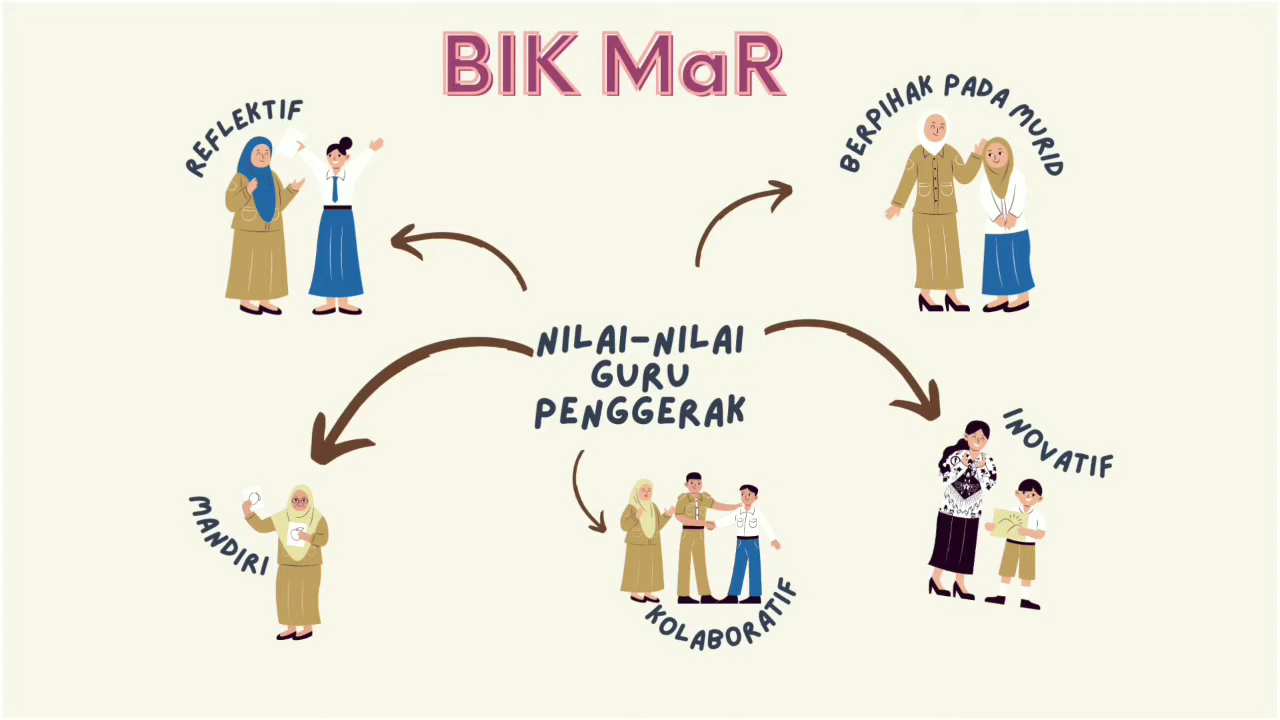 BIK MaR
REFLEKTIF
BERPIHAK PADA MURID
NILAI-NILAI
GURU
PENGGERAK
INOVATIF
MANDIRI
KOLABORATIF